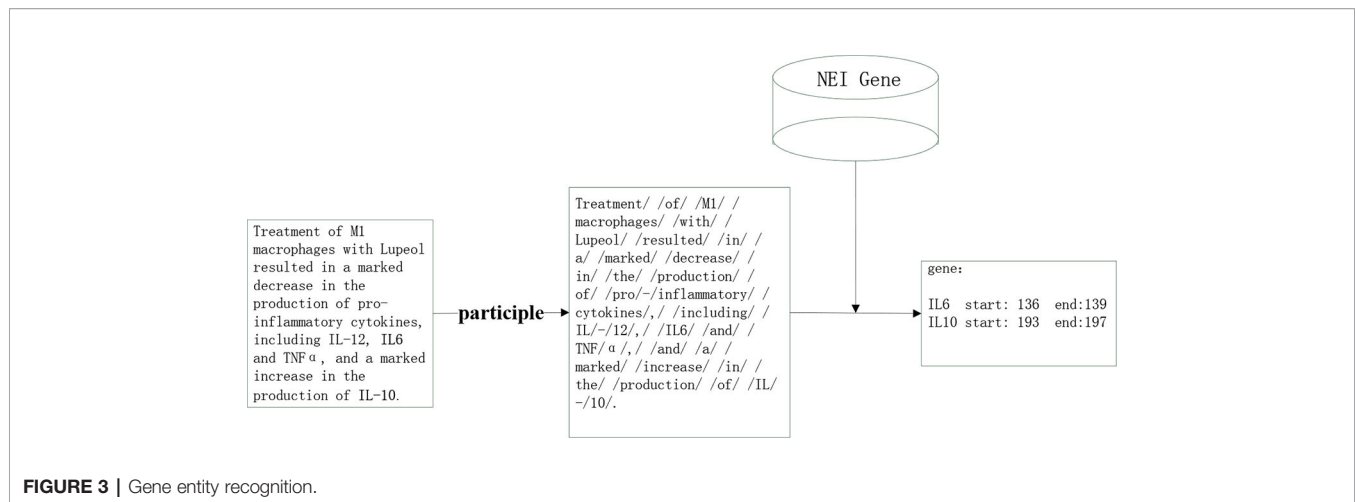 NEI Gene
Treatment of M1
macrophages with Lupeol
resulted in a marked
decrease in the
production of pro-
inflammatory cytokines,
including IL-12, IL6
and TNFα, and a marked
increase in the
production of IL-10.
participle
Treatment/ /of/ /M1/ /
macrophages/ /with/ /
Lupeol/ /resulted/ /in/ /
a/ /marked/ /decrease/ /
in/ /the/ /production/ /
of/ /pro/-/inflammatory/ /
cytokines/,/ /including/ /
IL/-/12/,/ /IL6/ /and/ /
TNF/α/,/ /and/ /a/ /
marked/ /increase/ /in/ /
the/ /production/ /of/ /IL/
-/10/.
gene:
IL6 start: 136 end:139
IL10 start: 193 end:197
FIGURE 3 | Gene entity recognition.